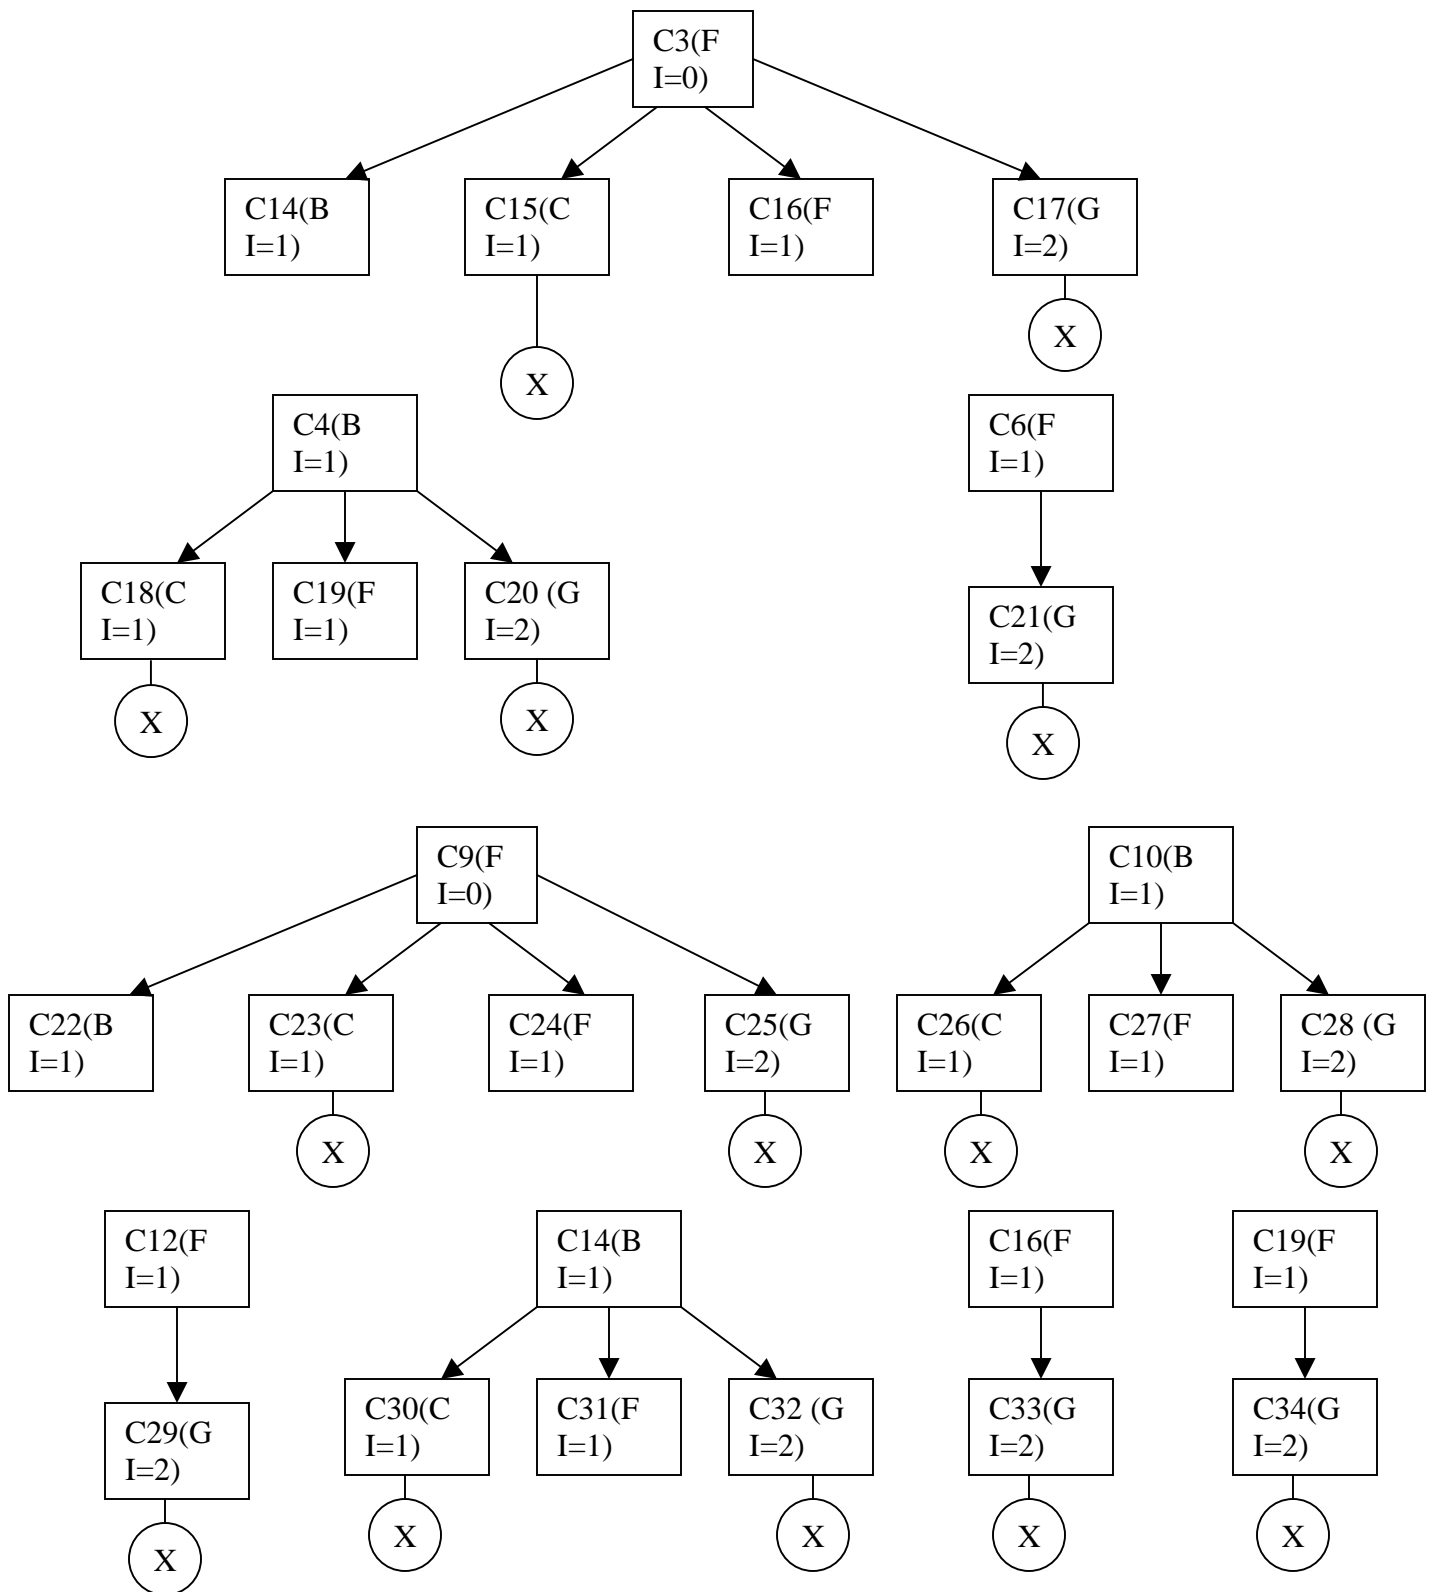 C3(F
I=0)
C14(B
I=1)
C15(C
I=1)
C16(F
I=1)
C17(G
I=2)
X
X
C4(B
I=1)
C6(F
I=1)
C18(C
I=1)
C19(F
I=1)
C20 (G
I=2)
C21(G
I=2)
X
X
X
C9(F
I=0)
C10(B
I=1)
C22(B
I=1)
C23(C
I=1)
C24(F
I=1)
C25(G
I=2)
C26(C
I=1)
C27(F
I=1)
C28 (G
I=2)
X
X
X
X
C12(F
I=1)
C14(B
I=1)
C16(F
I=1)
C19(F
I=1)
C29(G
I=2)
C30(C
I=1)
C31(F
I=1)
C32 (G
I=2)
C33(G
I=2)
C34(G
I=2)
X
X
X
X
X